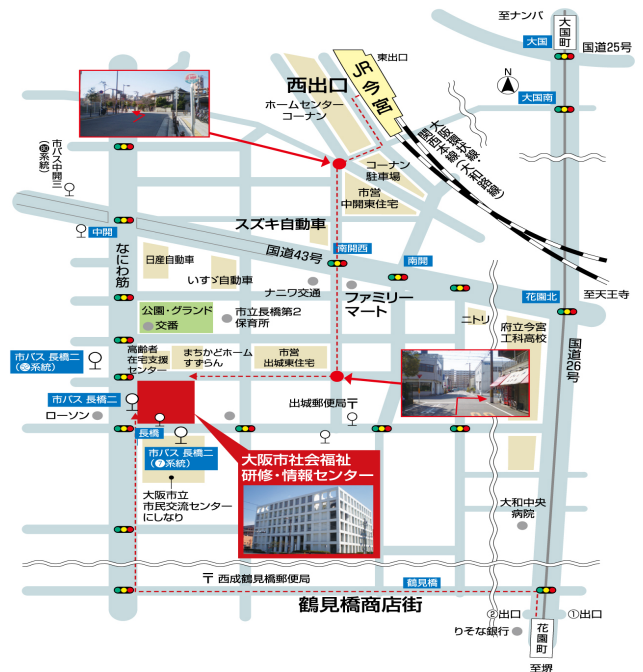 至ナンバ
大国町
大国
国道25号
東出口
JR今宮
西出口
ホームセンター
コーナン
N
大国南
大阪環状線
関西本線(大和路線)
市バス中開三
コーナン
駐車場
市営
中開東住宅
スズキ自動車
中開
なにわ筋
国道43号
南開西
南開
日産自動車
いすゞ自動車
ナニワ交通
ファミリー
マート
至天王寺
花園北
公園・グランド
交番
市立長橋第2
保育所
ニトリ
府立今宮
工科高校
国道26号
市バス 長橋二
高齢者
在宅支援
センター
まちかどホーム
すずらん
市営
出城東住宅
市バス 長橋二
ローソン
出城郵便局〒
長橋
市バス 長橋二
(❼系統)
大阪市社会福祉
研修・情報センター
大阪市立
市民交流センター
にしなり
大和中央
病院
〒西成鶴見橋郵便局
鶴見橋
鶴見橋商店街
②出口
①出口
りそな銀行
花園町
至堺